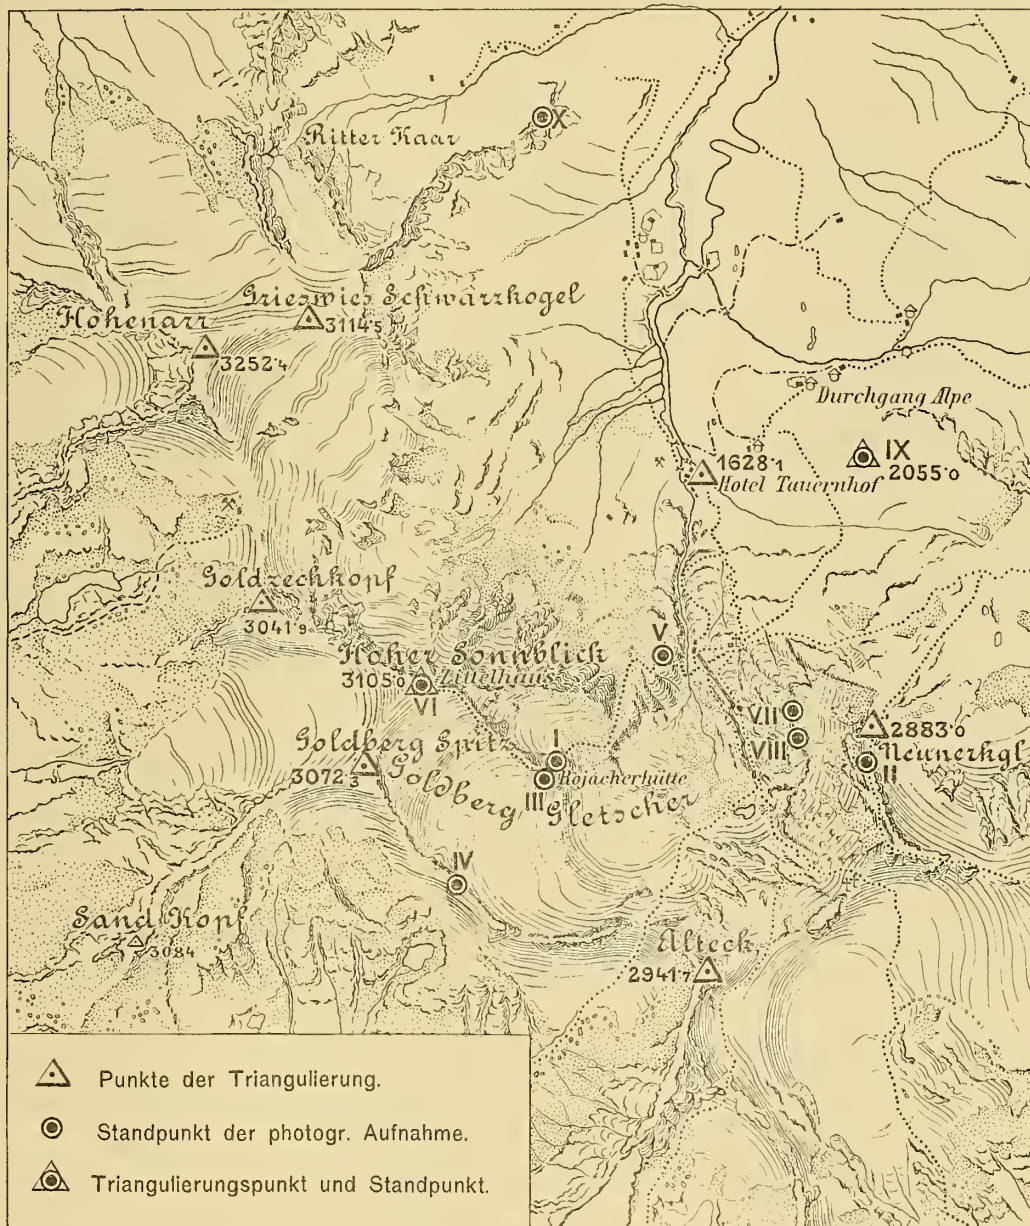 X
Ritter Kaar
Grieswies Schwarzkogel
3114·5
Hohenarr
3252·4
Durchgang Alpe
IX
2055·0
1628·1
Hotel Tauernhof
Goldzechkopf
3041·9
V
Hoher Sonnblick
3105·0
Zittelhaus
VI
VII
VIII
2883·0
Neunerkgl
II
Goldberg Spitz
3072·3
I
Rojacherhütte
III
Goldberg Gletscher
IV
Sand Kopf
3084
Alteck
2941·7
Punkte der Triangulierung.
Standpunkt der photogr. Aufnahme.
Triangulierungspunkt und Standpunkt.